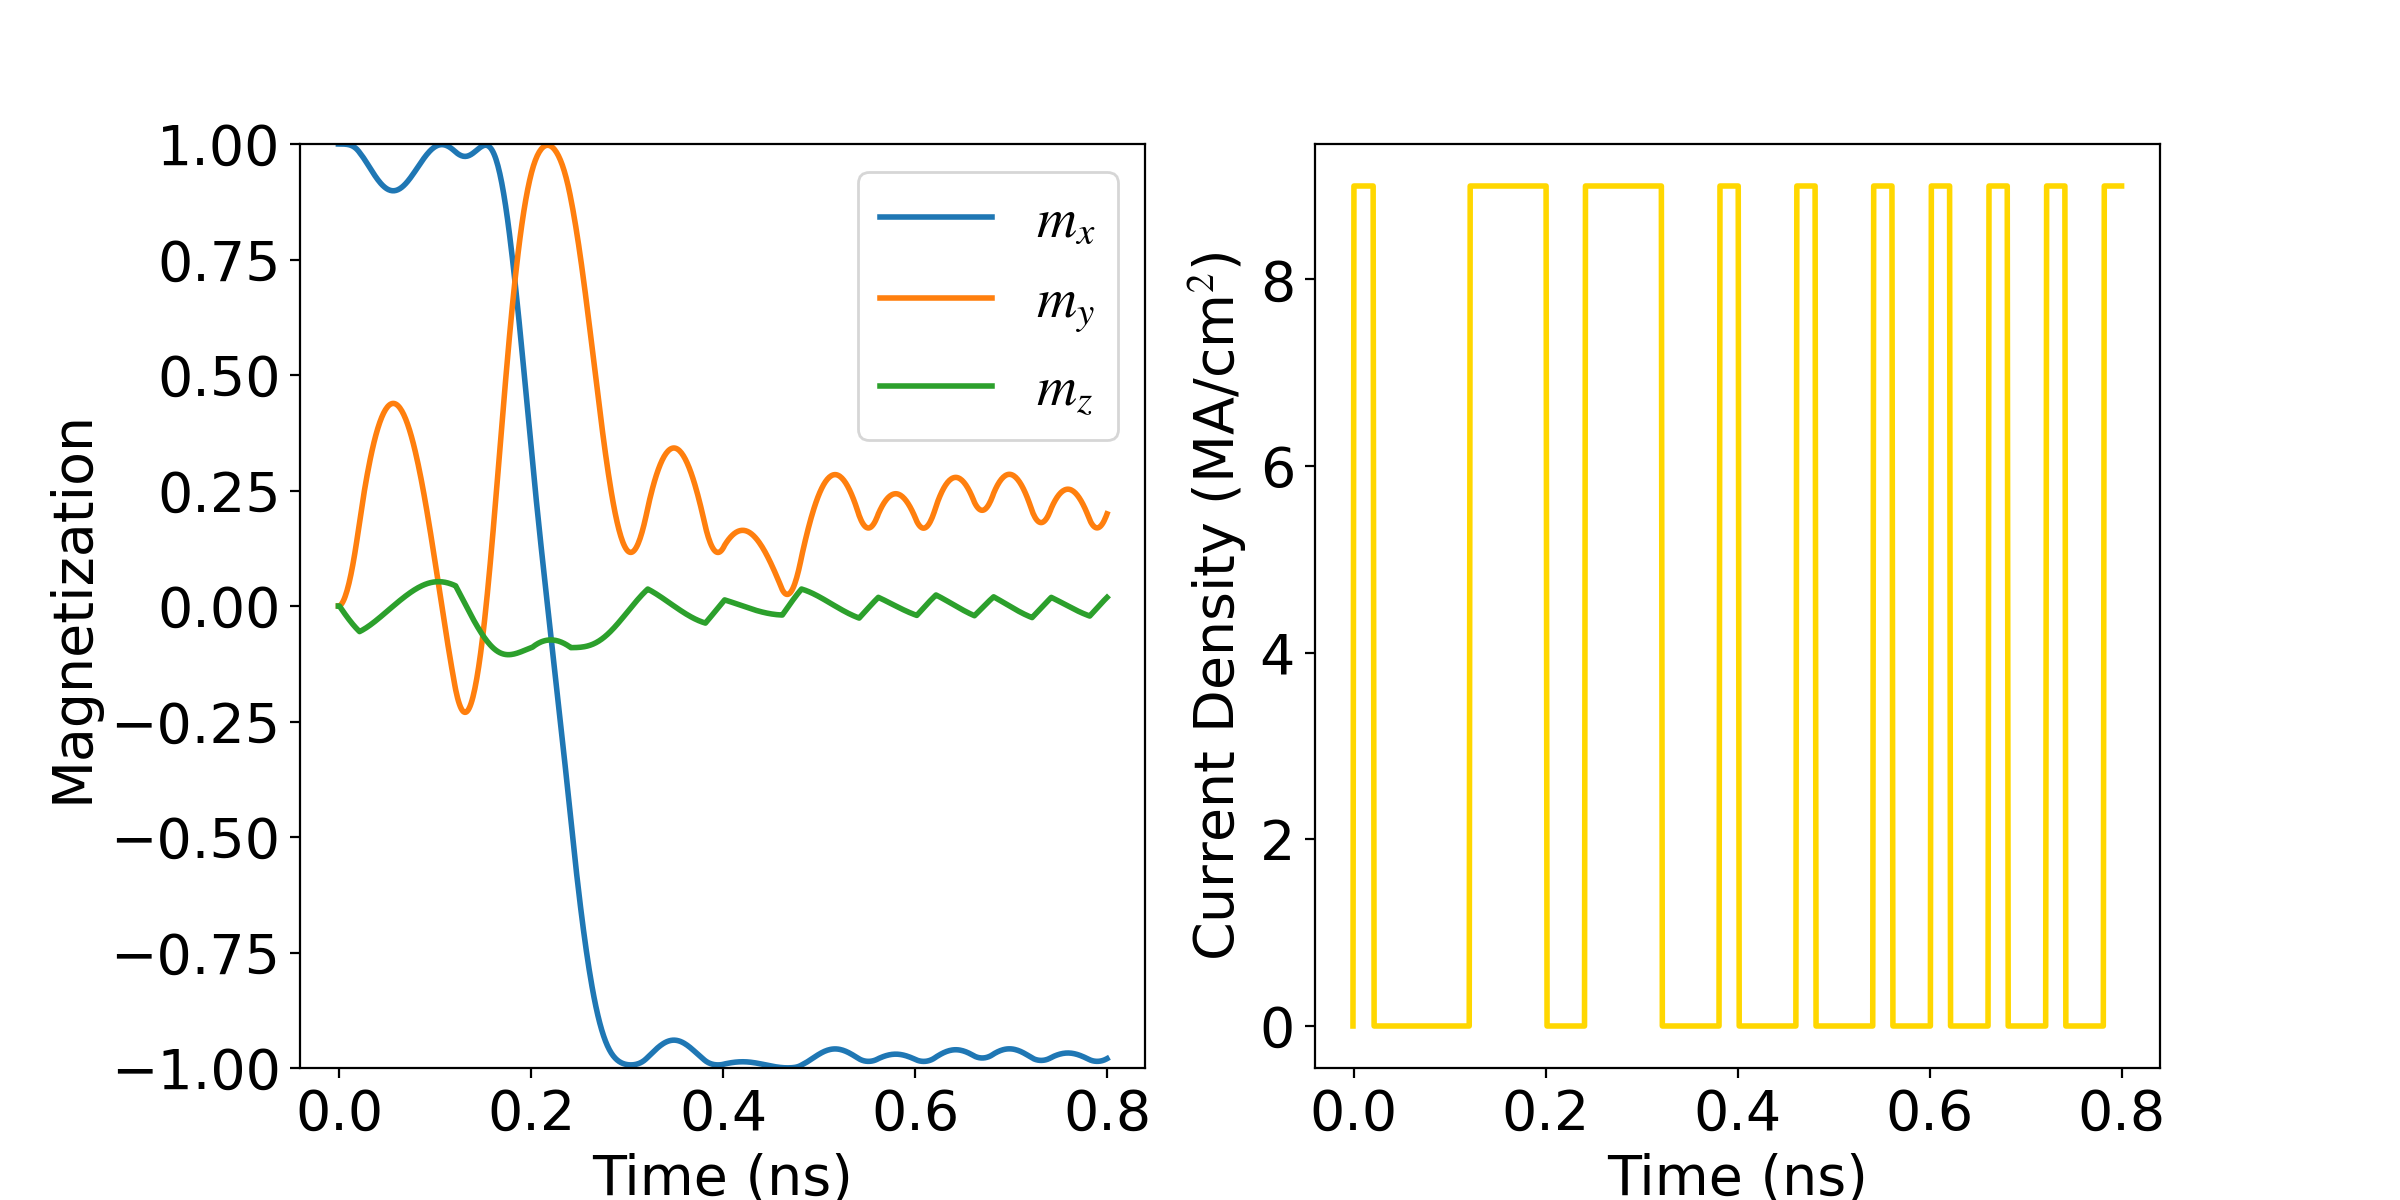 Magnetization
1.00
0.75
0.50
0.25
0.00
−0.25
−0.50
−0.75
−1.00
0.0 0.2 0.4 0.6 0.8
Time (ns)
m_x
m_y
m_z
Current Density (MA/cm²)
8
6
4
2
0
0.0 0.2 0.4 0.6 0.8
Time (ns)